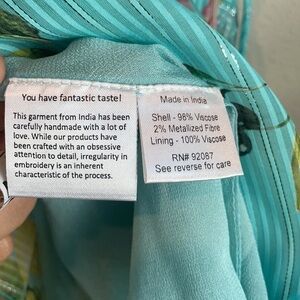 You have fantastic taste!
This garment from India has been
carefully handmade with a lot of
love. While our products have
been crafted with an obsessive
attention to detail, irregularity in
embroidery is an inherent
characteristic of the process.
Made in India
Shell - 98% Viscose
2% Metallized Fibre
Lining - 100% Viscose
RN# 92087
See reverse for care